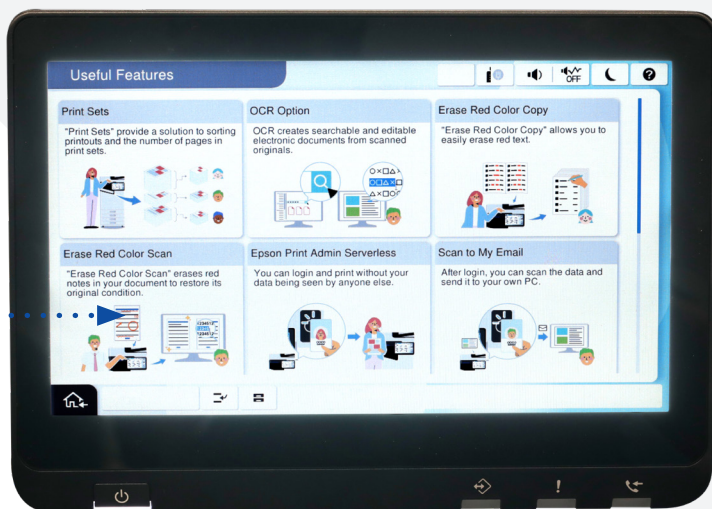 Useful Features
OFF
Print Sets
"Print Sets" provide a solution to sorting
printouts and the number of pages in
print sets.
OCR Option
OCR creates searchable and editable
electronic documents from scanned
originals.
Erase Red Color Copy
"Erase Red Color Copy" allows you to
easily erase red text.
Erase Red Color Scan
"Erase Red Color Scan" erases red
notes in your document to restore its
original condition.
Epson Print Admin Serverless
You can login and print without your
data being seen by anyone else.
Scan to My Email
After login, you can scan the data and
send it to your own PC.